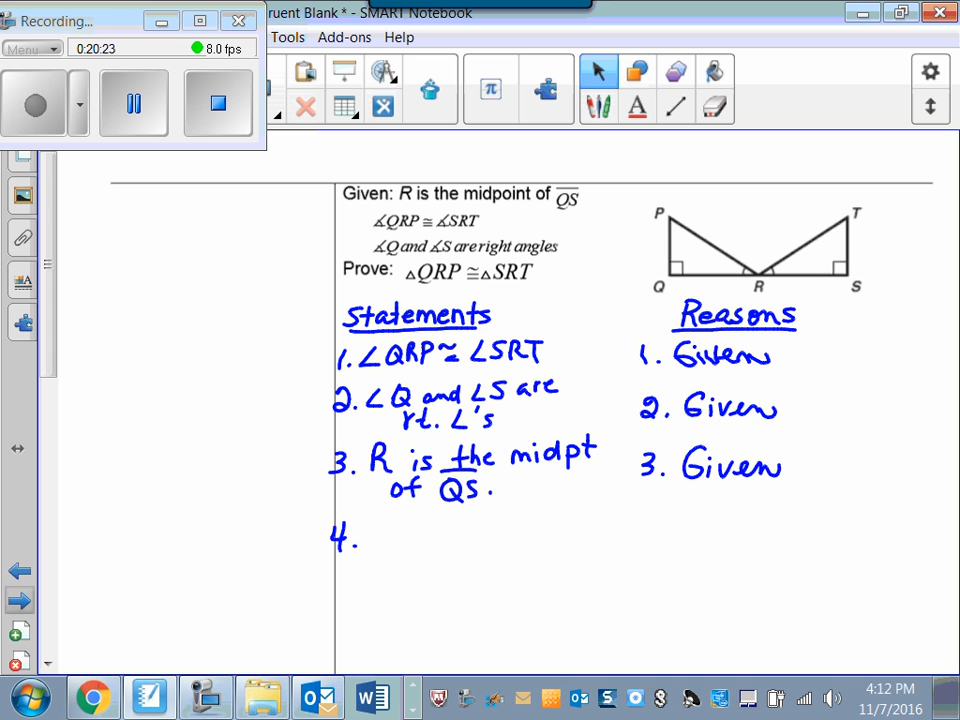 Recording...
ruent Blank * - SMART Notebook
Menu
0:20:23
8.0 fps
Tools Add-ons Help
Given: R is the midpoint of QS
∡QRP ≅ ∡SRT
∡Q and ∡S are right angles
Prove: △QRP ≅ △SRT
P
T
Q
R
S
Statements
Reasons
1. ∠QRP ≅ ∠SRT
1. Given
2. ∠Q and ∠S are
rt. ∠'s
2. Given
3. R is the midpt
of QS.
3. Given
4.
4:12 PM
11/7/2016